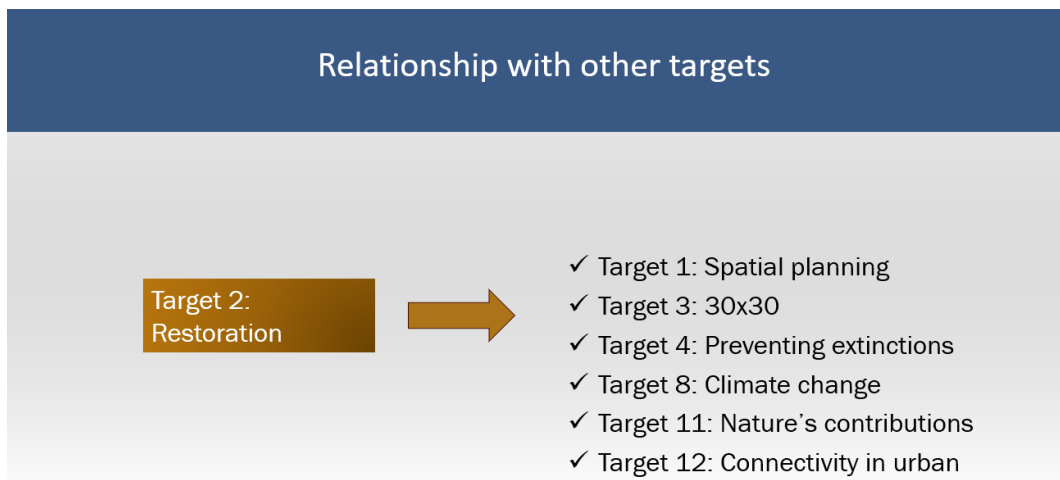 Relationship with other targets
Target 2:
Restoration
✓ Target 1: Spatial planning
✓ Target 3: 30x30
✓ Target 4: Preventing extinctions
✓ Target 8: Climate change
✓ Target 11: Nature’s contributions
✓ Target 12: Connectivity in urban